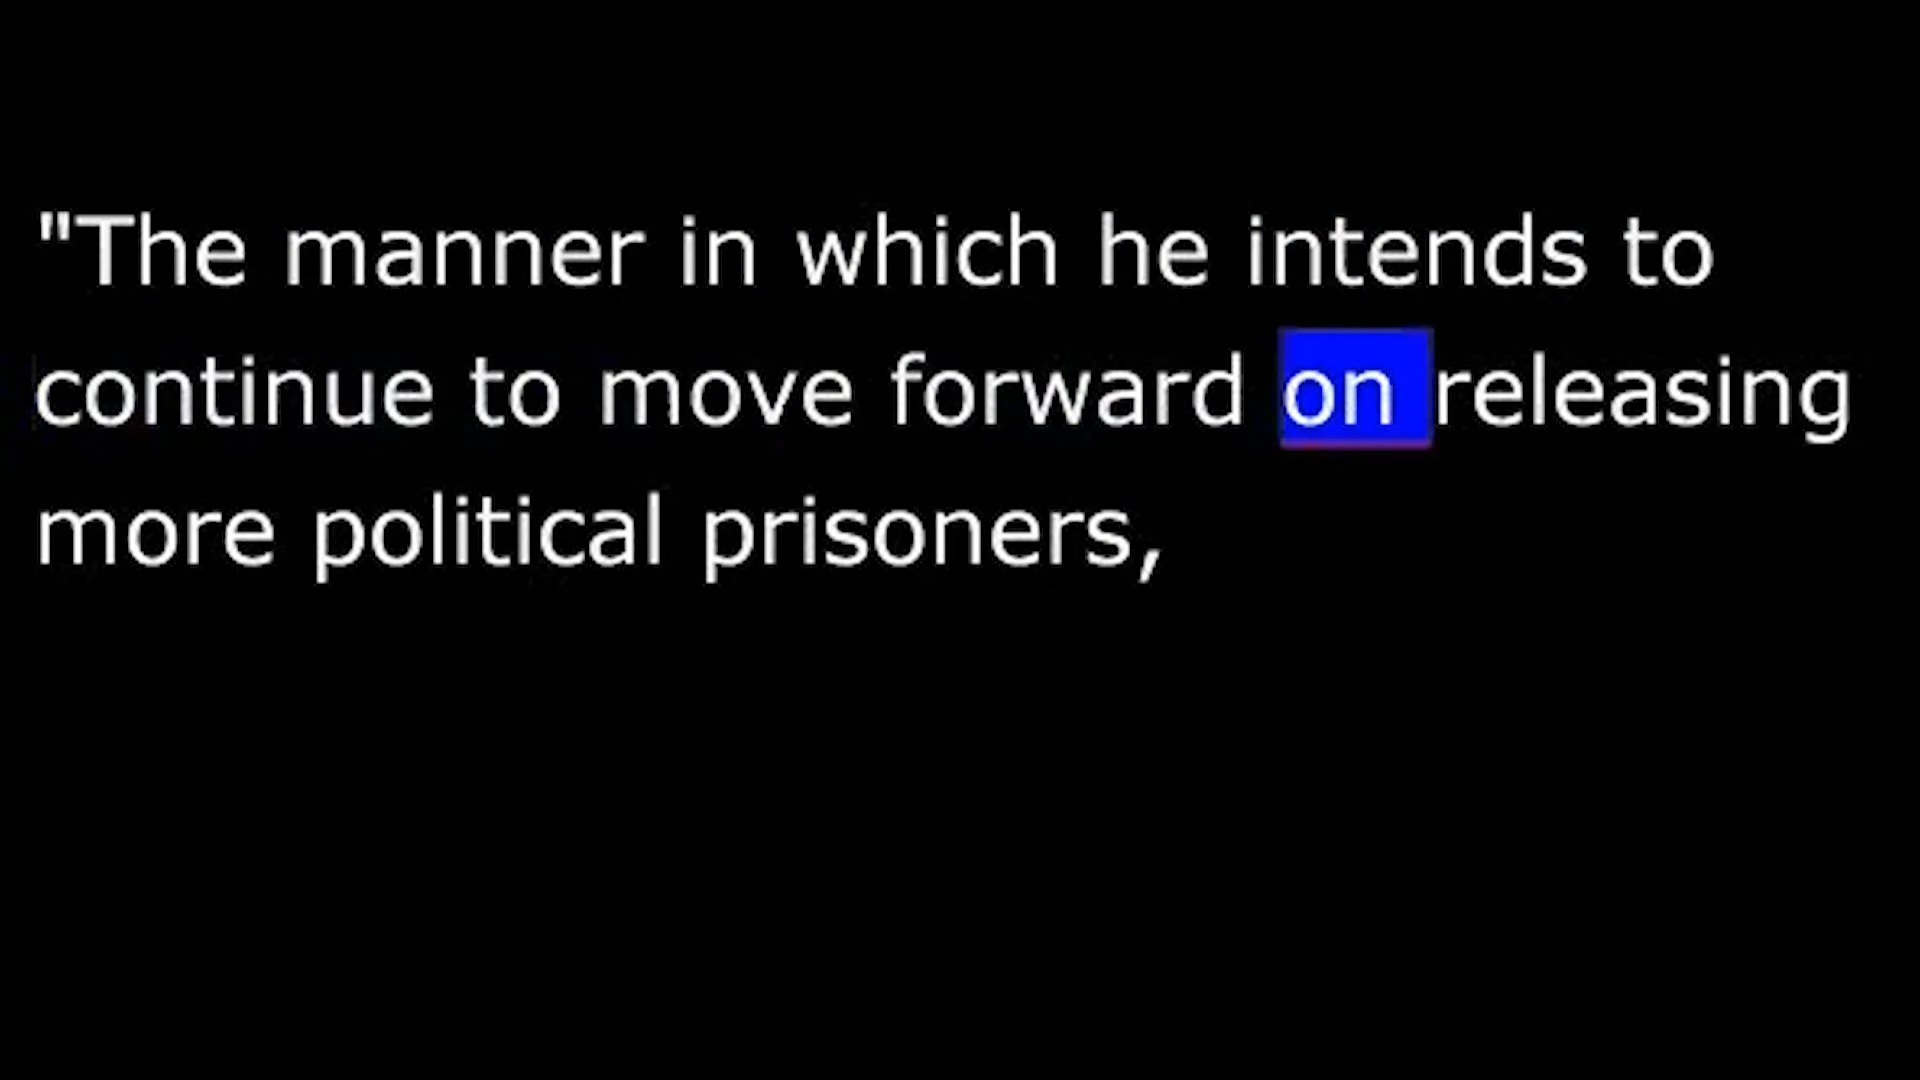 "The manner in which he intends to
continue to move forward on releasing
more political prisoners,